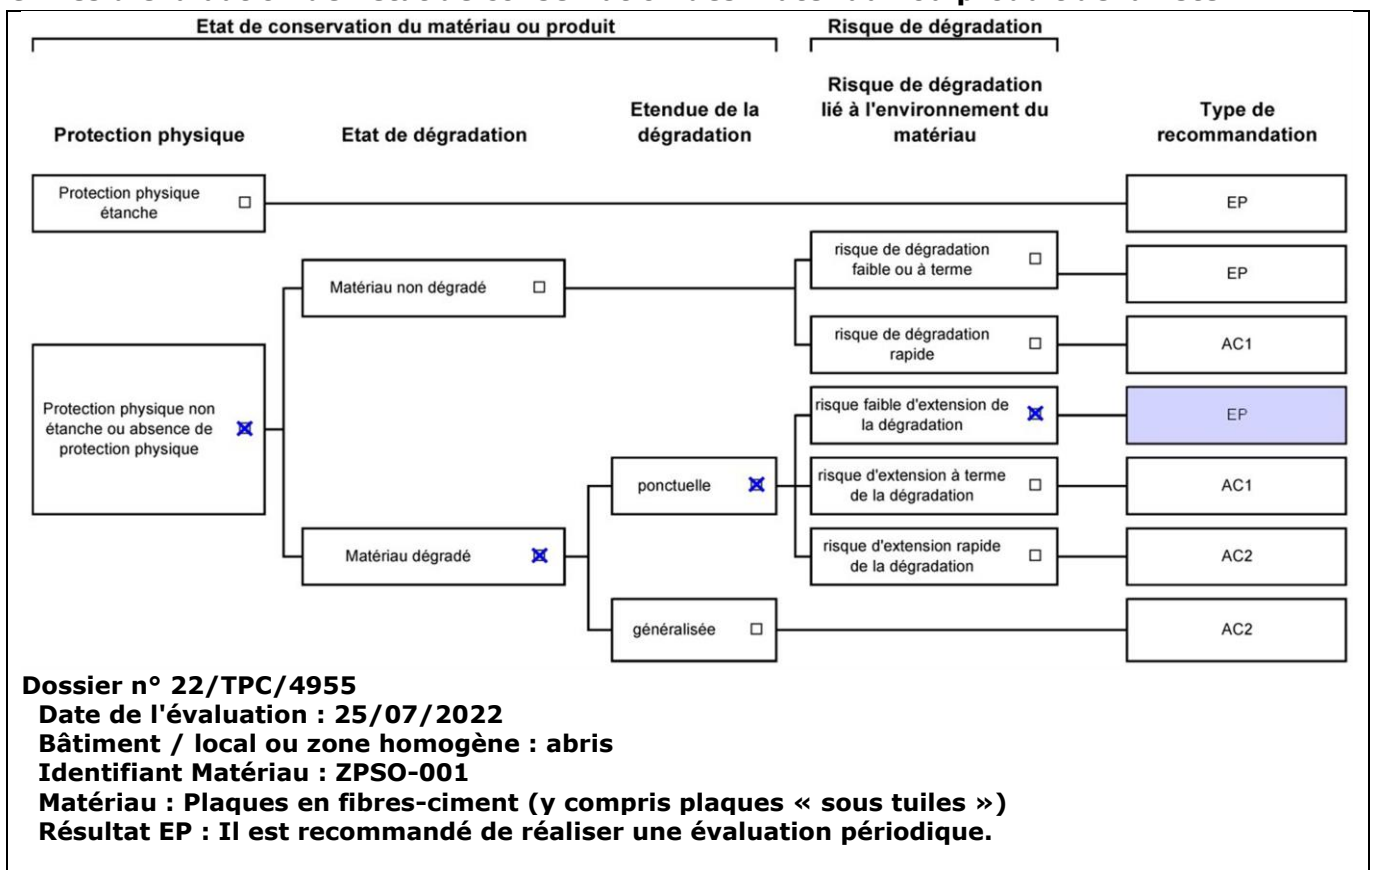 Etat de conservation du matériau ou produit
Risque de dégradation
Protection physique
Etat de dégradation
Etendue de la
dégradation
Risque de dégradation
lié à l'environnement du
matériau
Type de
recommandation
Protection physique
étanche
EP
risque de dégradation
faible ou à terme
EP
Matériau non dégradé
risque de dégradation
rapide
AC1
Protection physique non
étanche ou absence de
protection physique
risque faible d'extension de
la dégradation
EP
ponctuelle
risque d'extension à terme
de la dégradation
AC1
Matériau dégradé
risque d'extension rapide
de la dégradation
AC2
généralisée
AC2
Dossier n° 22/TPC/4955
Date de l'évaluation : 25/07/2022
Bâtiment / local ou zone homogène : abris
Identifiant Matériau : ZPSO-001
Matériau : Plaques en fibres-ciment (y compris plaques « sous tuiles »)
Résultat EP : Il est recommandé de réaliser une évaluation périodique.